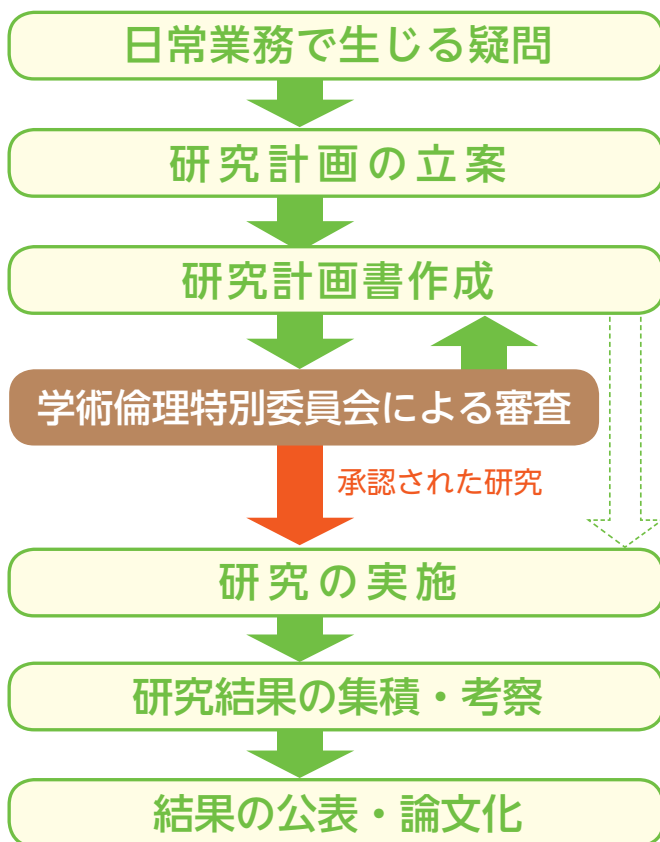 日常業務で生じる疑問
研究計画の立案
研究計画書作成
学術倫理特別委員会による審査
承認された研究
研究の実施
研究結果の集積・考察
結果の公表・論文化